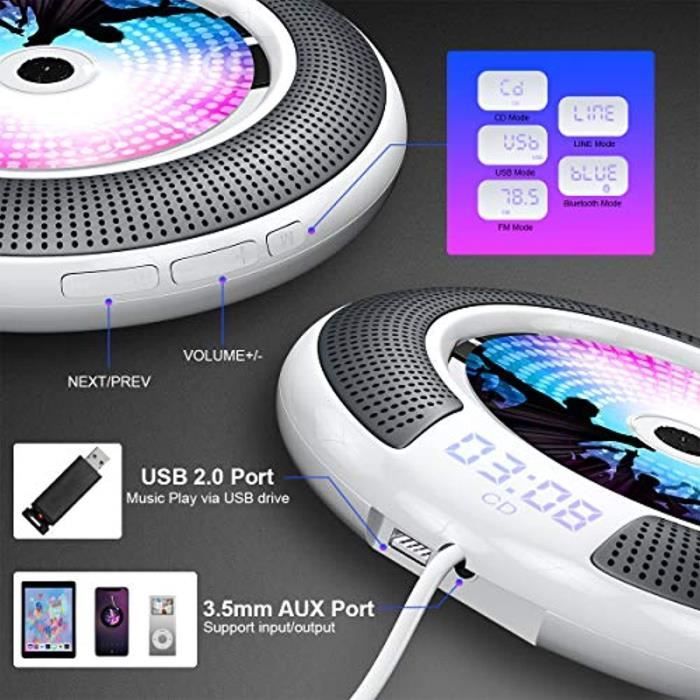 Cd
CD Mode
LINE
LINE Mode
USb
USB
USB Mode
bLUE
Bluetooth Mode
78.5
FM Mode
VOLUME+/-
NEXT/PREV
03:08
CD
USB 2.0 Port
Music Play via USB drive
3.5mm AUX Port
Support input/output